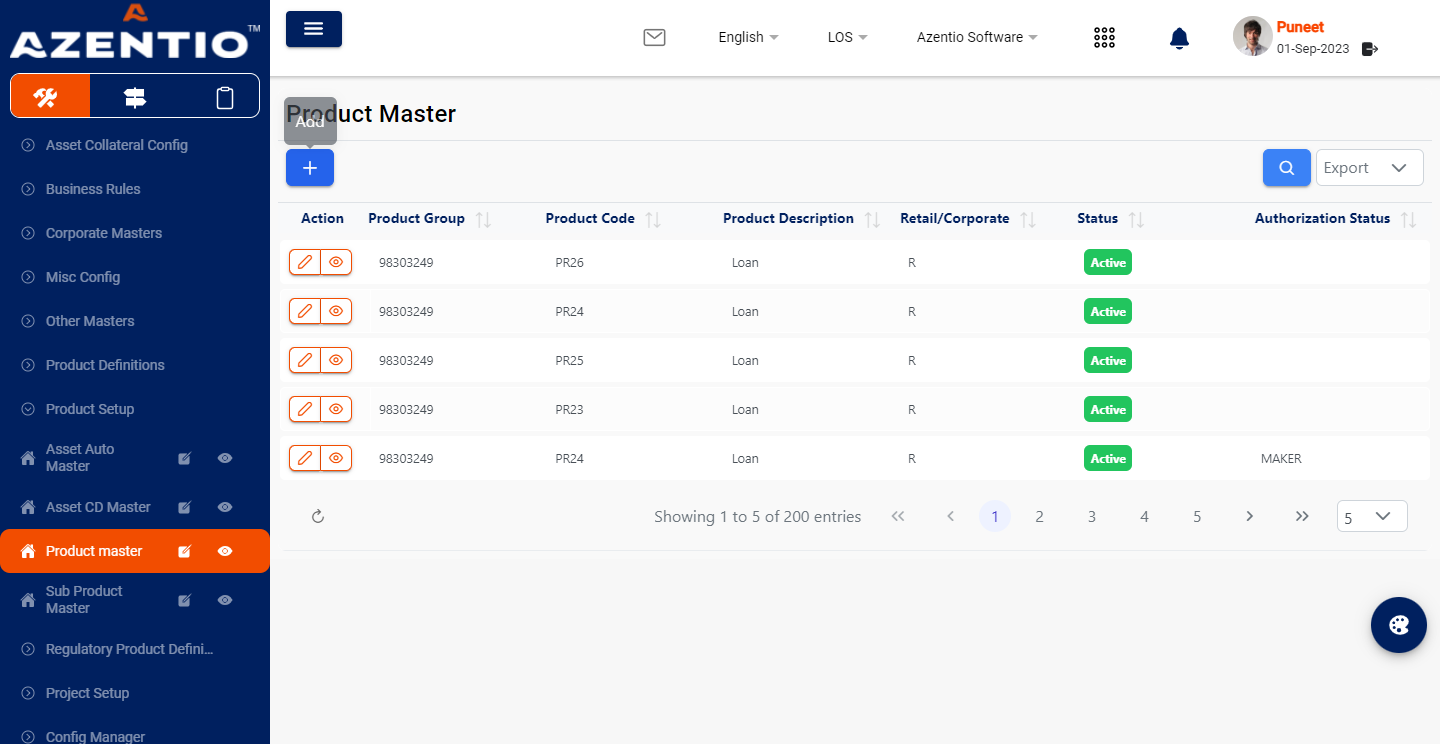 AZENTIO™
English
LOS
Azentio Software
Puneet
01-Sep-2023
Asset Collateral Config
Business Rules
Corporate Masters
Misc Config
Other Masters
Product Definitions
Product Setup
Asset Auto
Master
Asset CD Master
Product master
Sub Product
Master
Regulatory Product Defini...
Project Setup
Config Manager
Product Master
Add
Export
Action Product Group Product Code Product Description Retail/Corporate Status Authorization Status
98303249 PR26 Loan R Active
98303249 PR24 Loan R Active
98303249 PR25 Loan R Active
98303249 PR23 Loan R Active
98303249 PR24 Loan R Active MAKER
Showing 1 to 5 of 200 entries 1 2 3 4 5 5